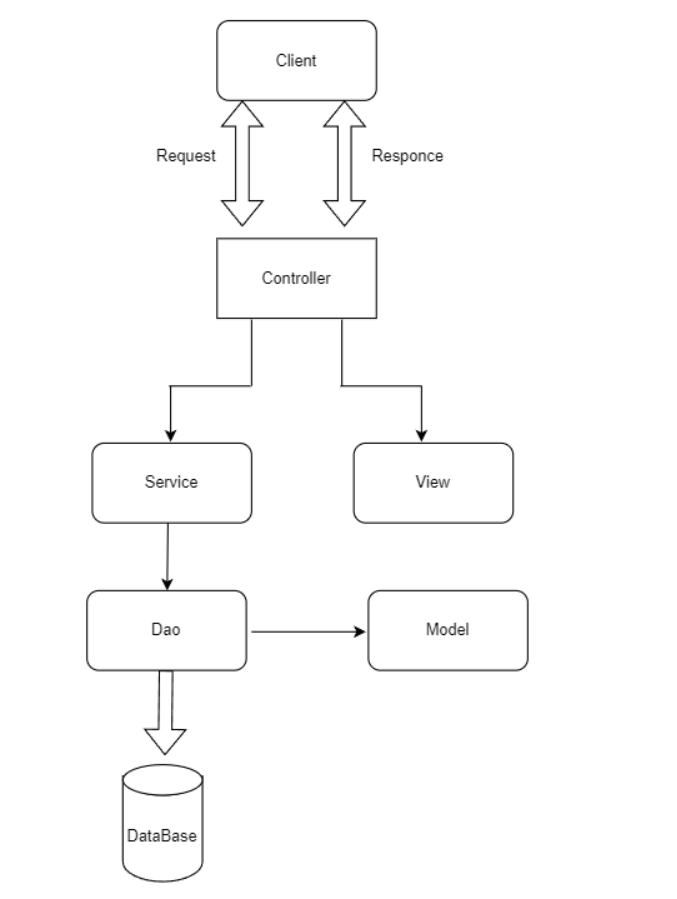 Client
Request
Responce
Controller
Service
View
Dao
Model
DataBase